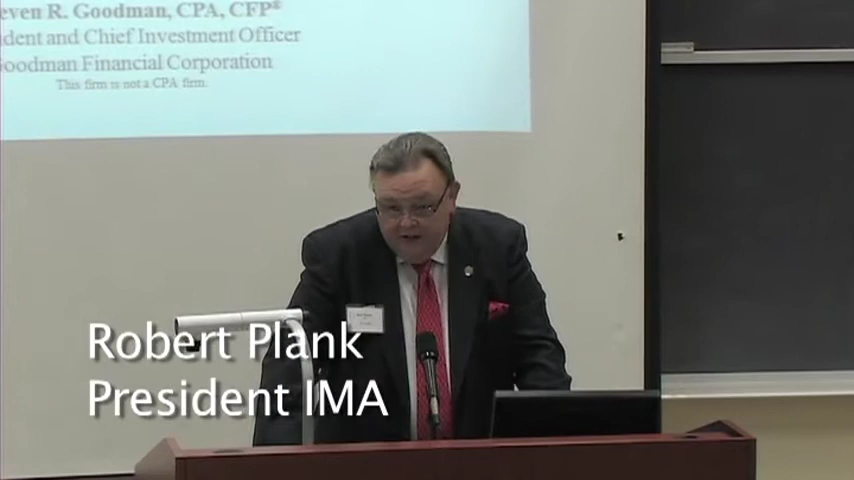 even R. Goodman, CPA, CFP®
dent and Chief Investment Officer
Goodman Financial Corporation
This firm is not a CPA firm.
Robert Plank
President IMA